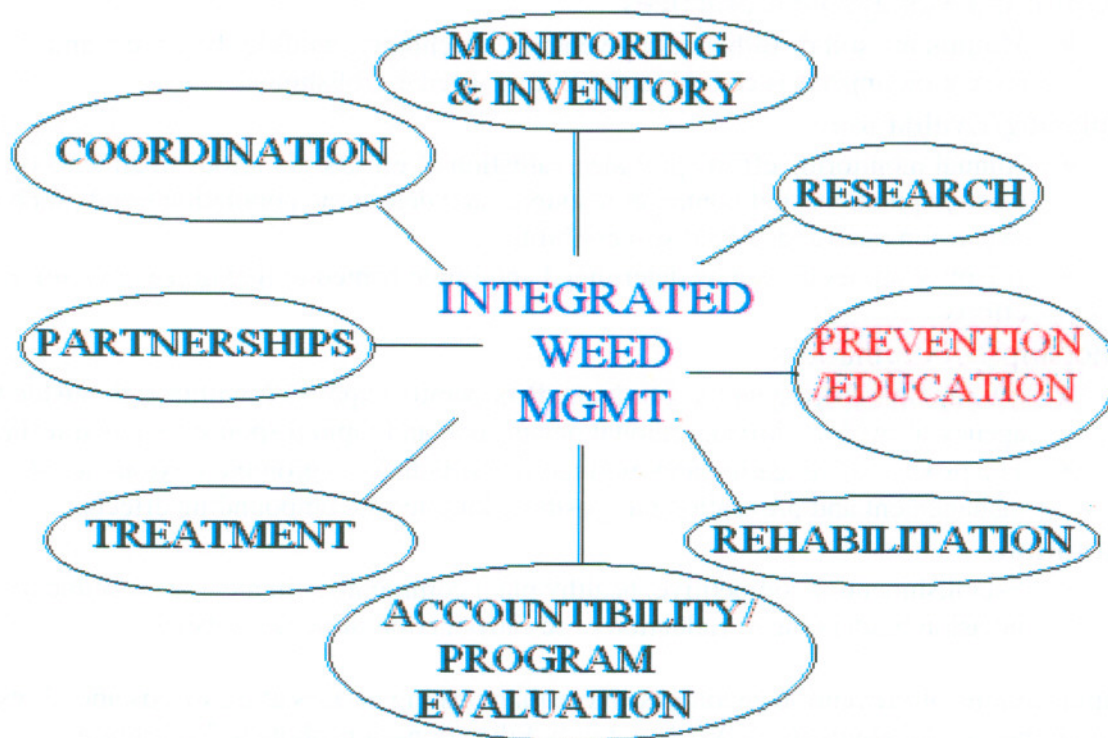 MONITORING
& INVENTORY
COORDINATION
RESEARCH
INTEGRATED
WEED
MGMT.
PARTNERSHIPS
PREVENTION
/EDUCATION
TREATMENT
REHABILITATION
ACCOUNTIBILITY/
PROGRAM
EVALUATION